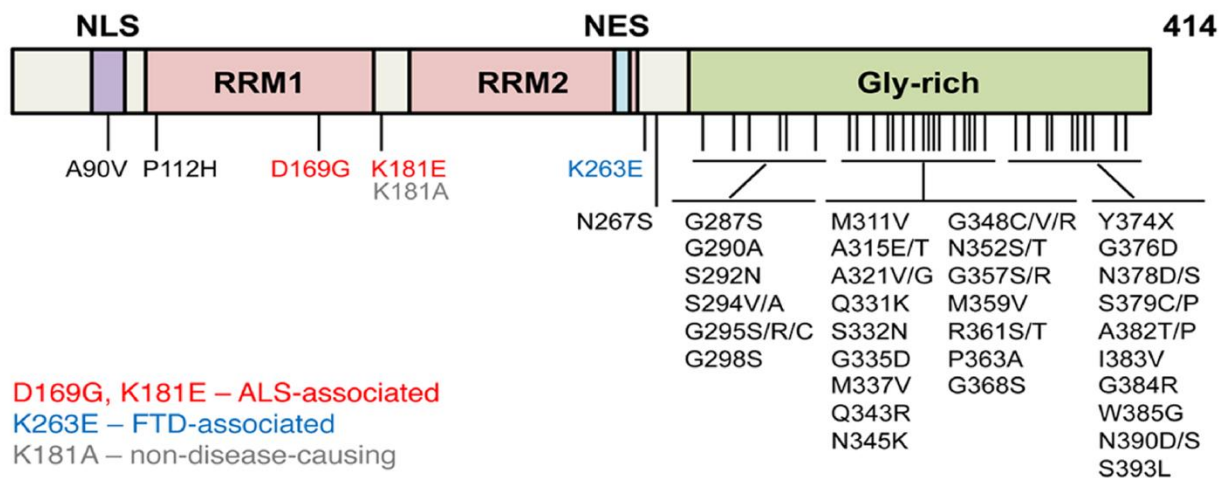 NLS NES 414
RRM1 RRM2 Gly-rich
A90V P112H D169G K181E K263E
K181A
N267S
G287S M311V G348C/V/R Y374X
G290A A315E/T N352S/T G376D
S292N A321V/G G357S/R N378D/S
S294V/A Q331K M359V S379C/P
G295S/R/C S332N R361S/T A382T/P
G298S G335D P363A I383V
M337V G368S G384R
Q343R W385G
N345K N390D/S
S393L
D169G, K181E – ALS-associated
K263E – FTD-associated
K181A – non-disease-causing